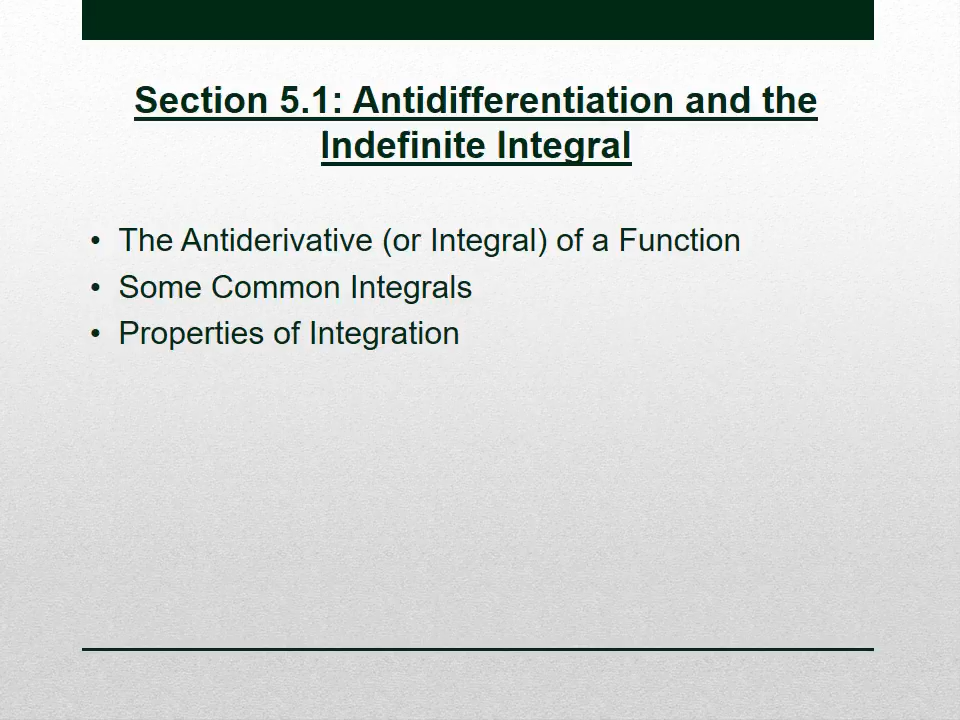 Section 5.1: Antidifferentiation and the
Indefinite Integral
• The Antiderivative (or Integral) of a Function
• Some Common Integrals
• Properties of Integration